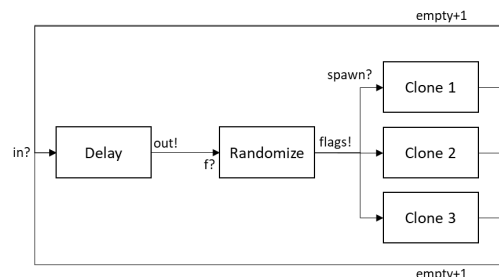 empty+1
spawn?
Clone 1
in?
Delay
out!
f?
Randomize
flags!
Clone 2
Clone 3
empty+1